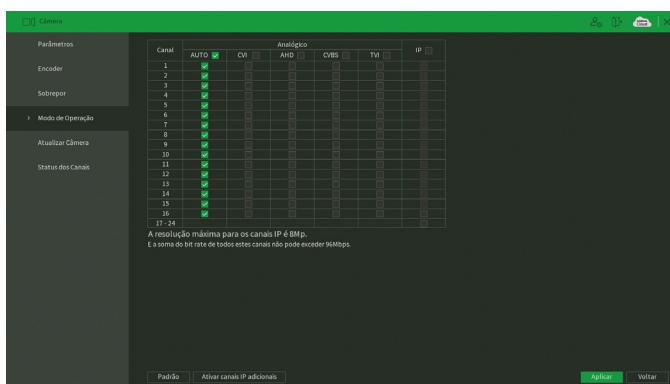 Câmera
Cloud
Parâmetros
Encoder
Sobrepor
Modo de Operação
Atualizar Câmera
Status dos Canais
Canal Analógico IP
AUTO CVI AHD CVBS TVI
1
2
3
4
5
6
7
8
9
10
11
12
13
14
15
16
17 - 24
A resolução máxima para os canais IP é 8Mp.
E a soma do bit rate de todos estes canais não pode exceder 96Mbps.
Padrão Ativar canais IP adicionais Aplicar Voltar